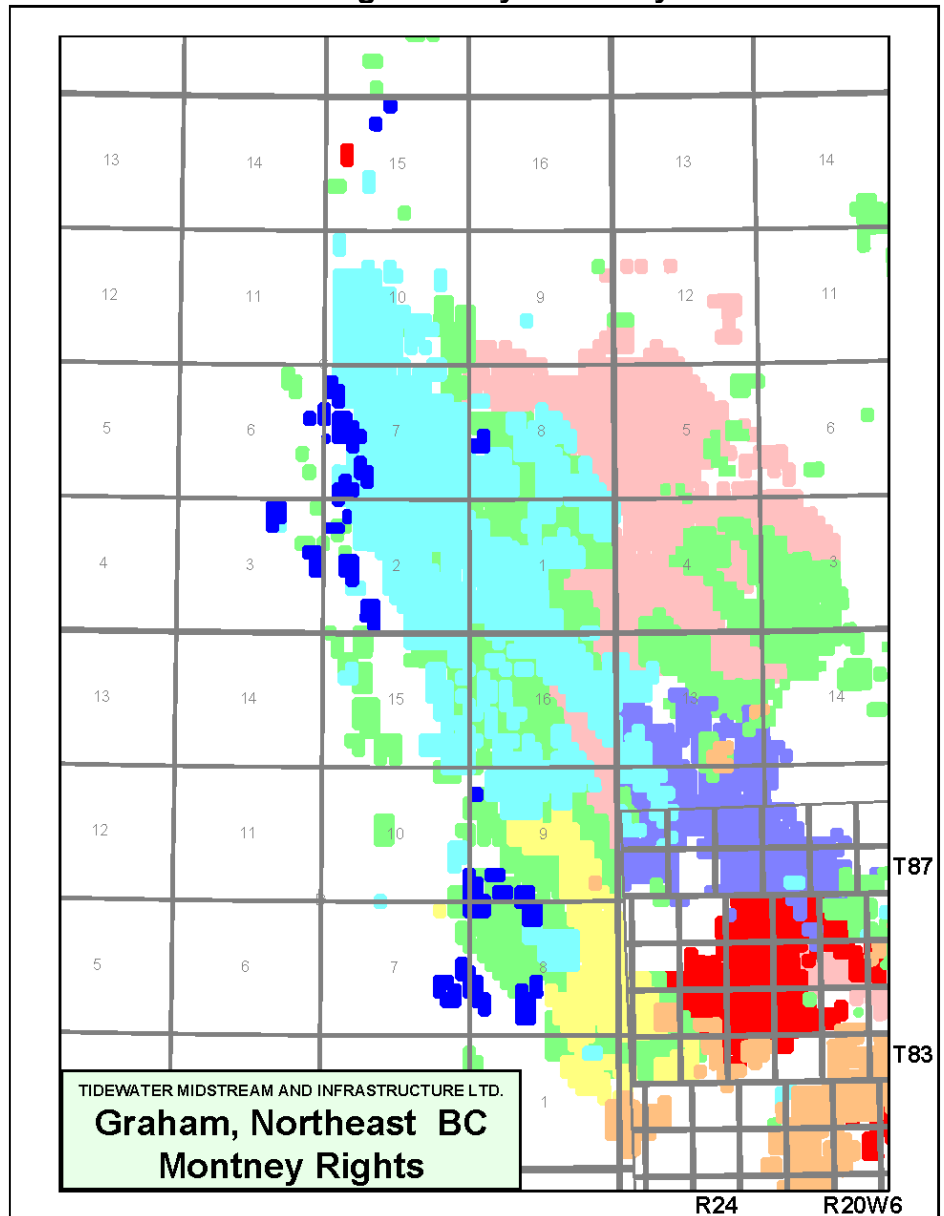 13 14 15 16 13 14
12 11 10 9 12 11
5 6 7 8 5 6
4 3 2 1 4 3
13 14 15 16 13 14
12 11 10 9
T87
5 6 7 8
T83
1
TIDEWATER MIDSTREAM AND INFRASTRUCTURE LTD.
Graham, Northeast BC
Montney Rights
R24 R20W6